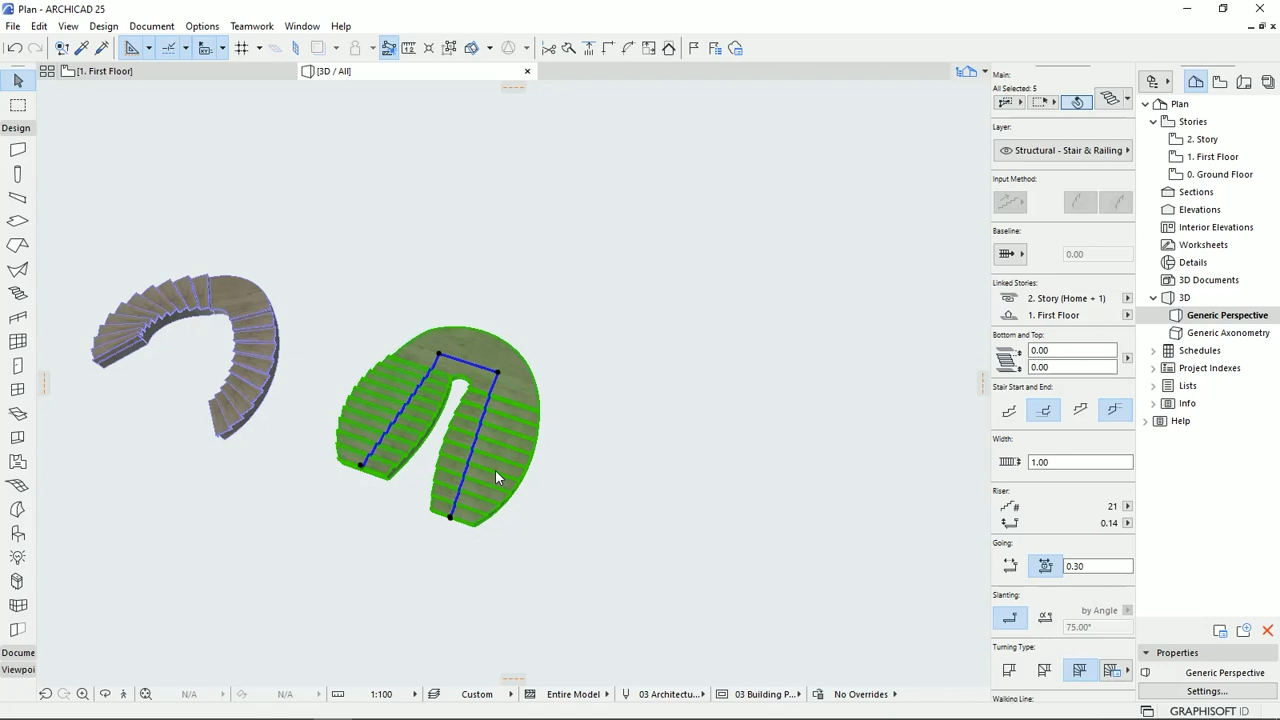 Plan - ARCHICAD 25
File Edit View Design Document Options Teamwork Window Help
[1. First Floor]
[3D / All]
Main:
All Selected: 5
Layer:
Structural - Stair & Railing
Input Method:
Baseline:
0.00
Linked Stories:
2. Story (Home + 1)
1. First Floor
Bottom and Top:
0.00
0.00
Stair Start and End:
Width:
1.00
Riser:
21
0.14
Going:
0.30
Slanting:
by Angle
75.00°
Turning Type:
Walking Line:
Design
Docume
Viewpoi
Plan
Stories
2. Story
1. First Floor
0. Ground Floor
Sections
Elevations
Interior Elevations
Worksheets
Details
3D Documents
3D
Generic Perspective
Generic Axonometry
Schedules
Project Indexes
Lists
Info
Help
Properties
Generic Perspective
Settings...
N/A N/A 1:100 Custom Entire Model 03 Architectu... 03 Building P... No Overrides
GRAPHISOFT ID